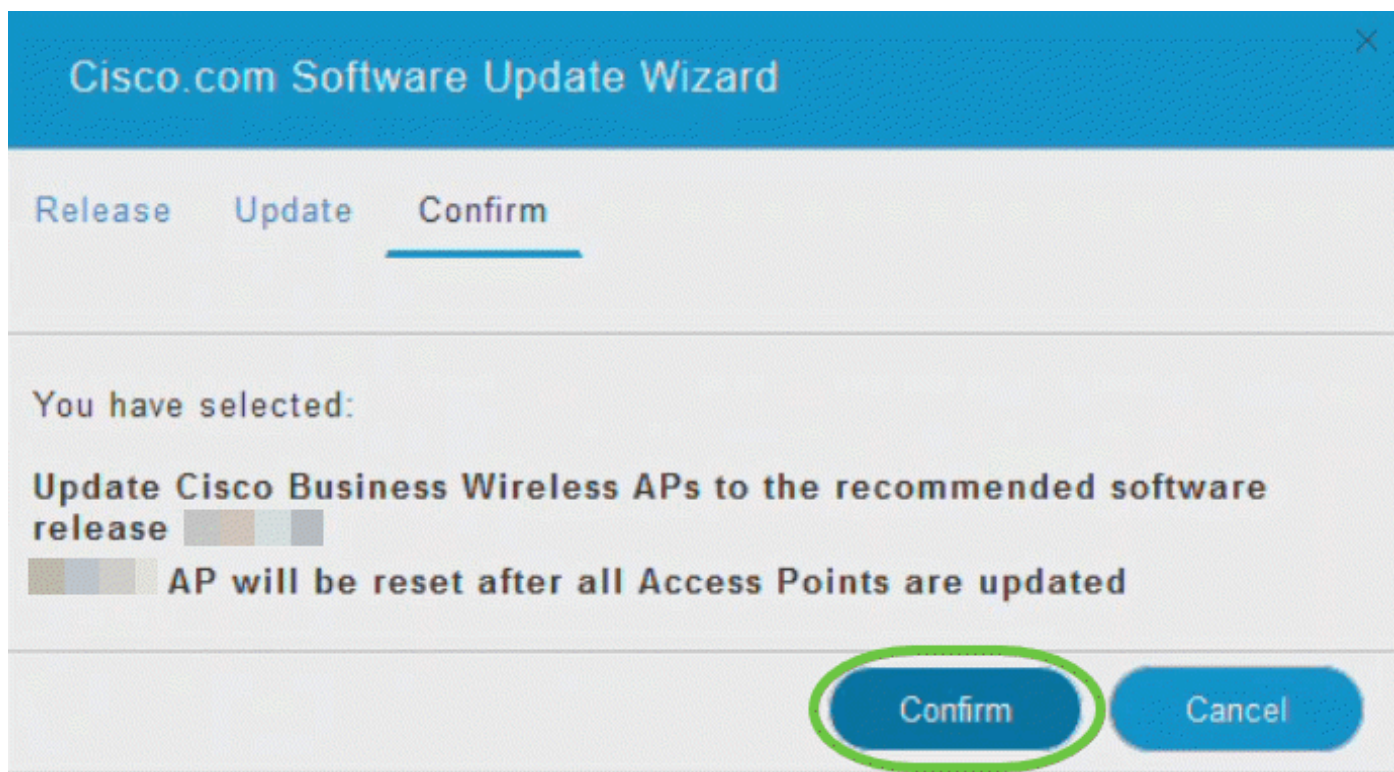 Cisco.com Software Update Wizard
Release Update Confirm
You have selected:
Update Cisco Business Wireless APs to the recommended software
release
AP will be reset after all Access Points are updated
Confirm Cancel